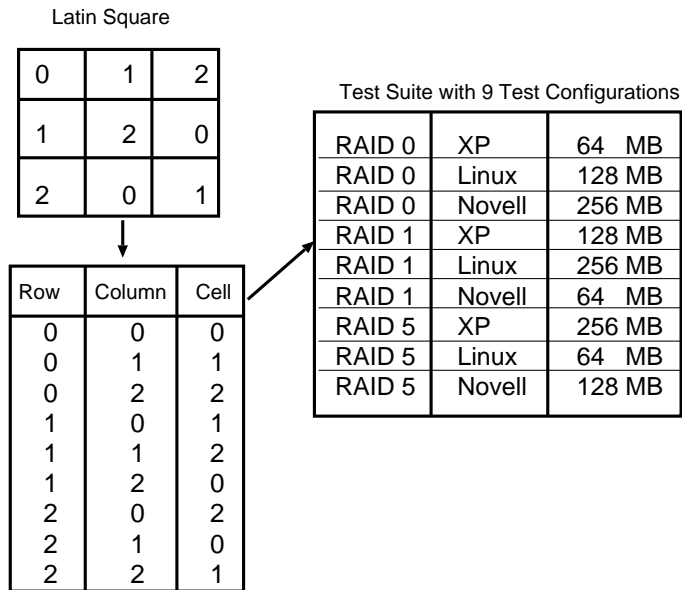 Latin Square
0 1 2
1 2 0
2 0 1
Row Column Cell
0 0 0
0 1 1
0 2 2
1 0 1
1 1 2
1 2 0
2 0 2
2 1 0
2 2 1
Test Suite with 9 Test Configurations
RAID 0 XP 64 MB
RAID 0 Linux 128 MB
RAID 0 Novell 256 MB
RAID 1 XP 128 MB
RAID 1 Linux 256 MB
RAID 1 Novell 64 MB
RAID 5 XP 256 MB
RAID 5 Linux 64 MB
RAID 5 Novell 128 MB